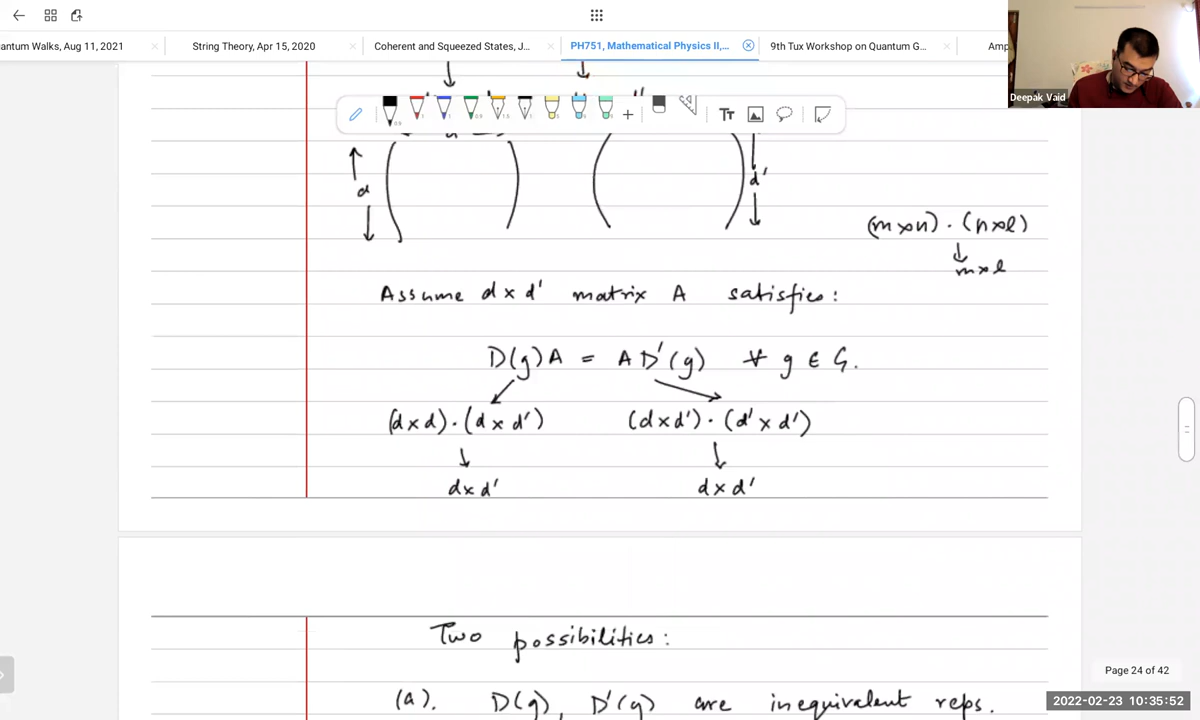 antum Walks, Aug 11, 2021
String Theory, Apr 15, 2020
Coherent and Squeezed States, J...
PH751, Mathematical Physics II,...
9th Tux Workshop on Quantum G...
Amp
Deepak Vaid
Tт
d
d'
(m×n) · (n×l)
↓
m×l
Assume d×d' matrix A satisfies:
D(g)A = A D'(g) ∀ g ∈ G.
(d×d)·(d×d') (d×d')·(d'×d')
↓ ↓
d×d' d×d'
Two possibilities:
(a). D(g), D'(g) are inequivalent reps.
Page 24 of 42
2022-02-23 10:35:52